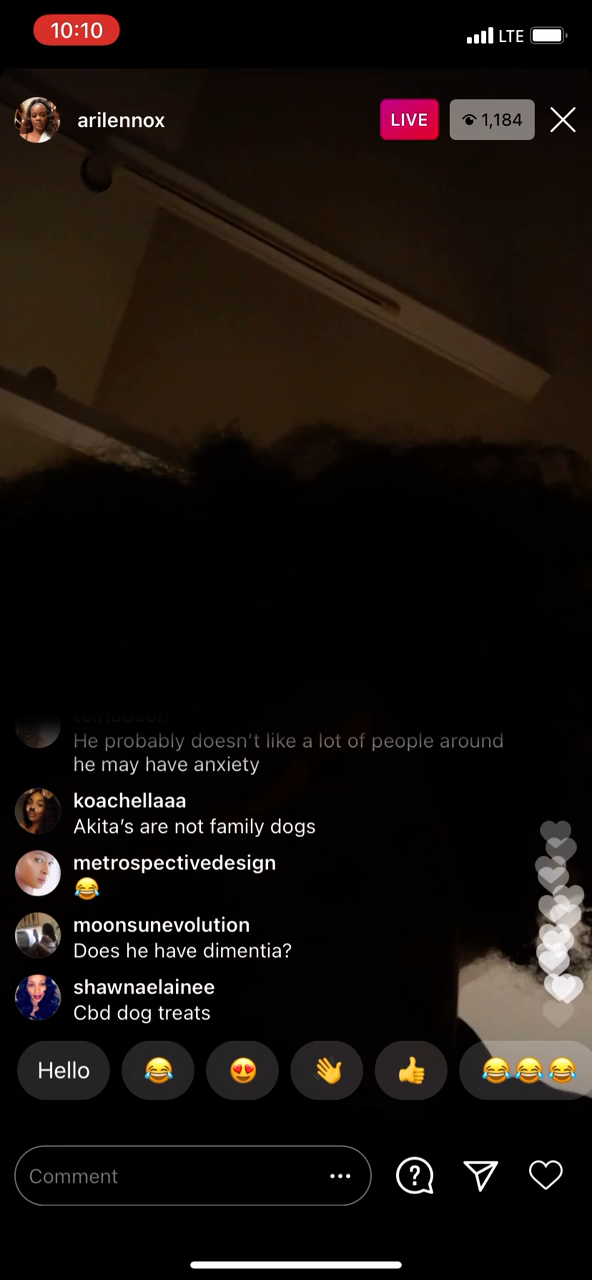 10:10
LTE
arilennox
LIVE
1,184
He probably doesn't like a lot of people around
he may have anxiety
koachellaaa
Akita's are not family dogs
metrospectivedesign
😂
moonsunevolution
Does he have dimentia?
shawnaelainee
Cbd dog treats
Hello 😂 😍 👋 👍 😂😂😂
Comment